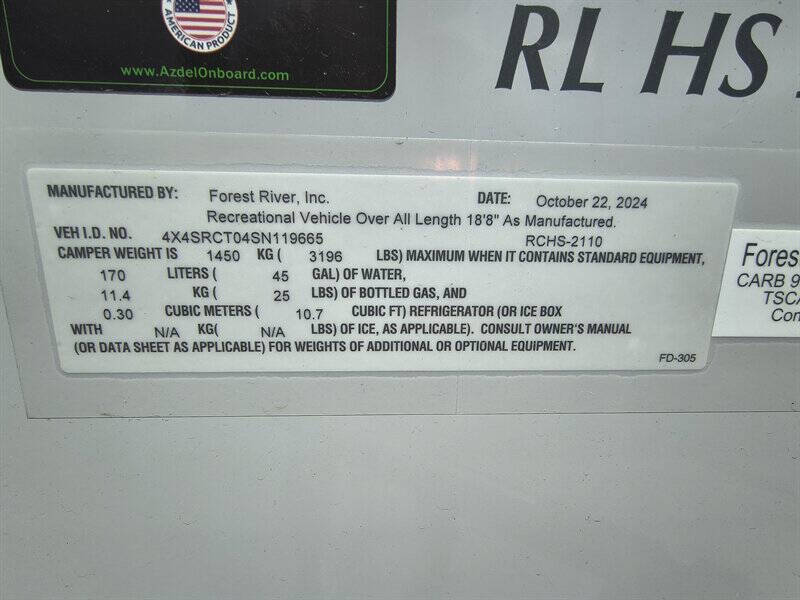 AMERICAN PRODUCT
www.AzdelOnboard.com
RL HS
MANUFACTURED BY: Forest River, Inc. DATE: October 22, 2024
Recreational Vehicle Over All Length 18'8" As Manufactured.
VEH I.D. NO. 4X4SRCT04SN119665 RCHS-2110
CAMPER WEIGHT IS 1450 KG ( 3196 LBS) MAXIMUM WHEN IT CONTAINS STANDARD EQUIPMENT,
170 LITERS ( 45 GAL) OF WATER,
11.4 KG ( 25 LBS) OF BOTTLED GAS, AND
0.30 CUBIC METERS ( 10.7 CUBIC FT) REFRIGERATOR (OR ICE BOX
WITH N/A KG( N/A LBS) OF ICE, AS APPLICABLE). CONSULT OWNER'S MANUAL
(OR DATA SHEET AS APPLICABLE) FOR WEIGHTS OF ADDITIONAL OR OPTIONAL EQUIPMENT.
FD-305
Fores
CARB 9
TSCA
Con